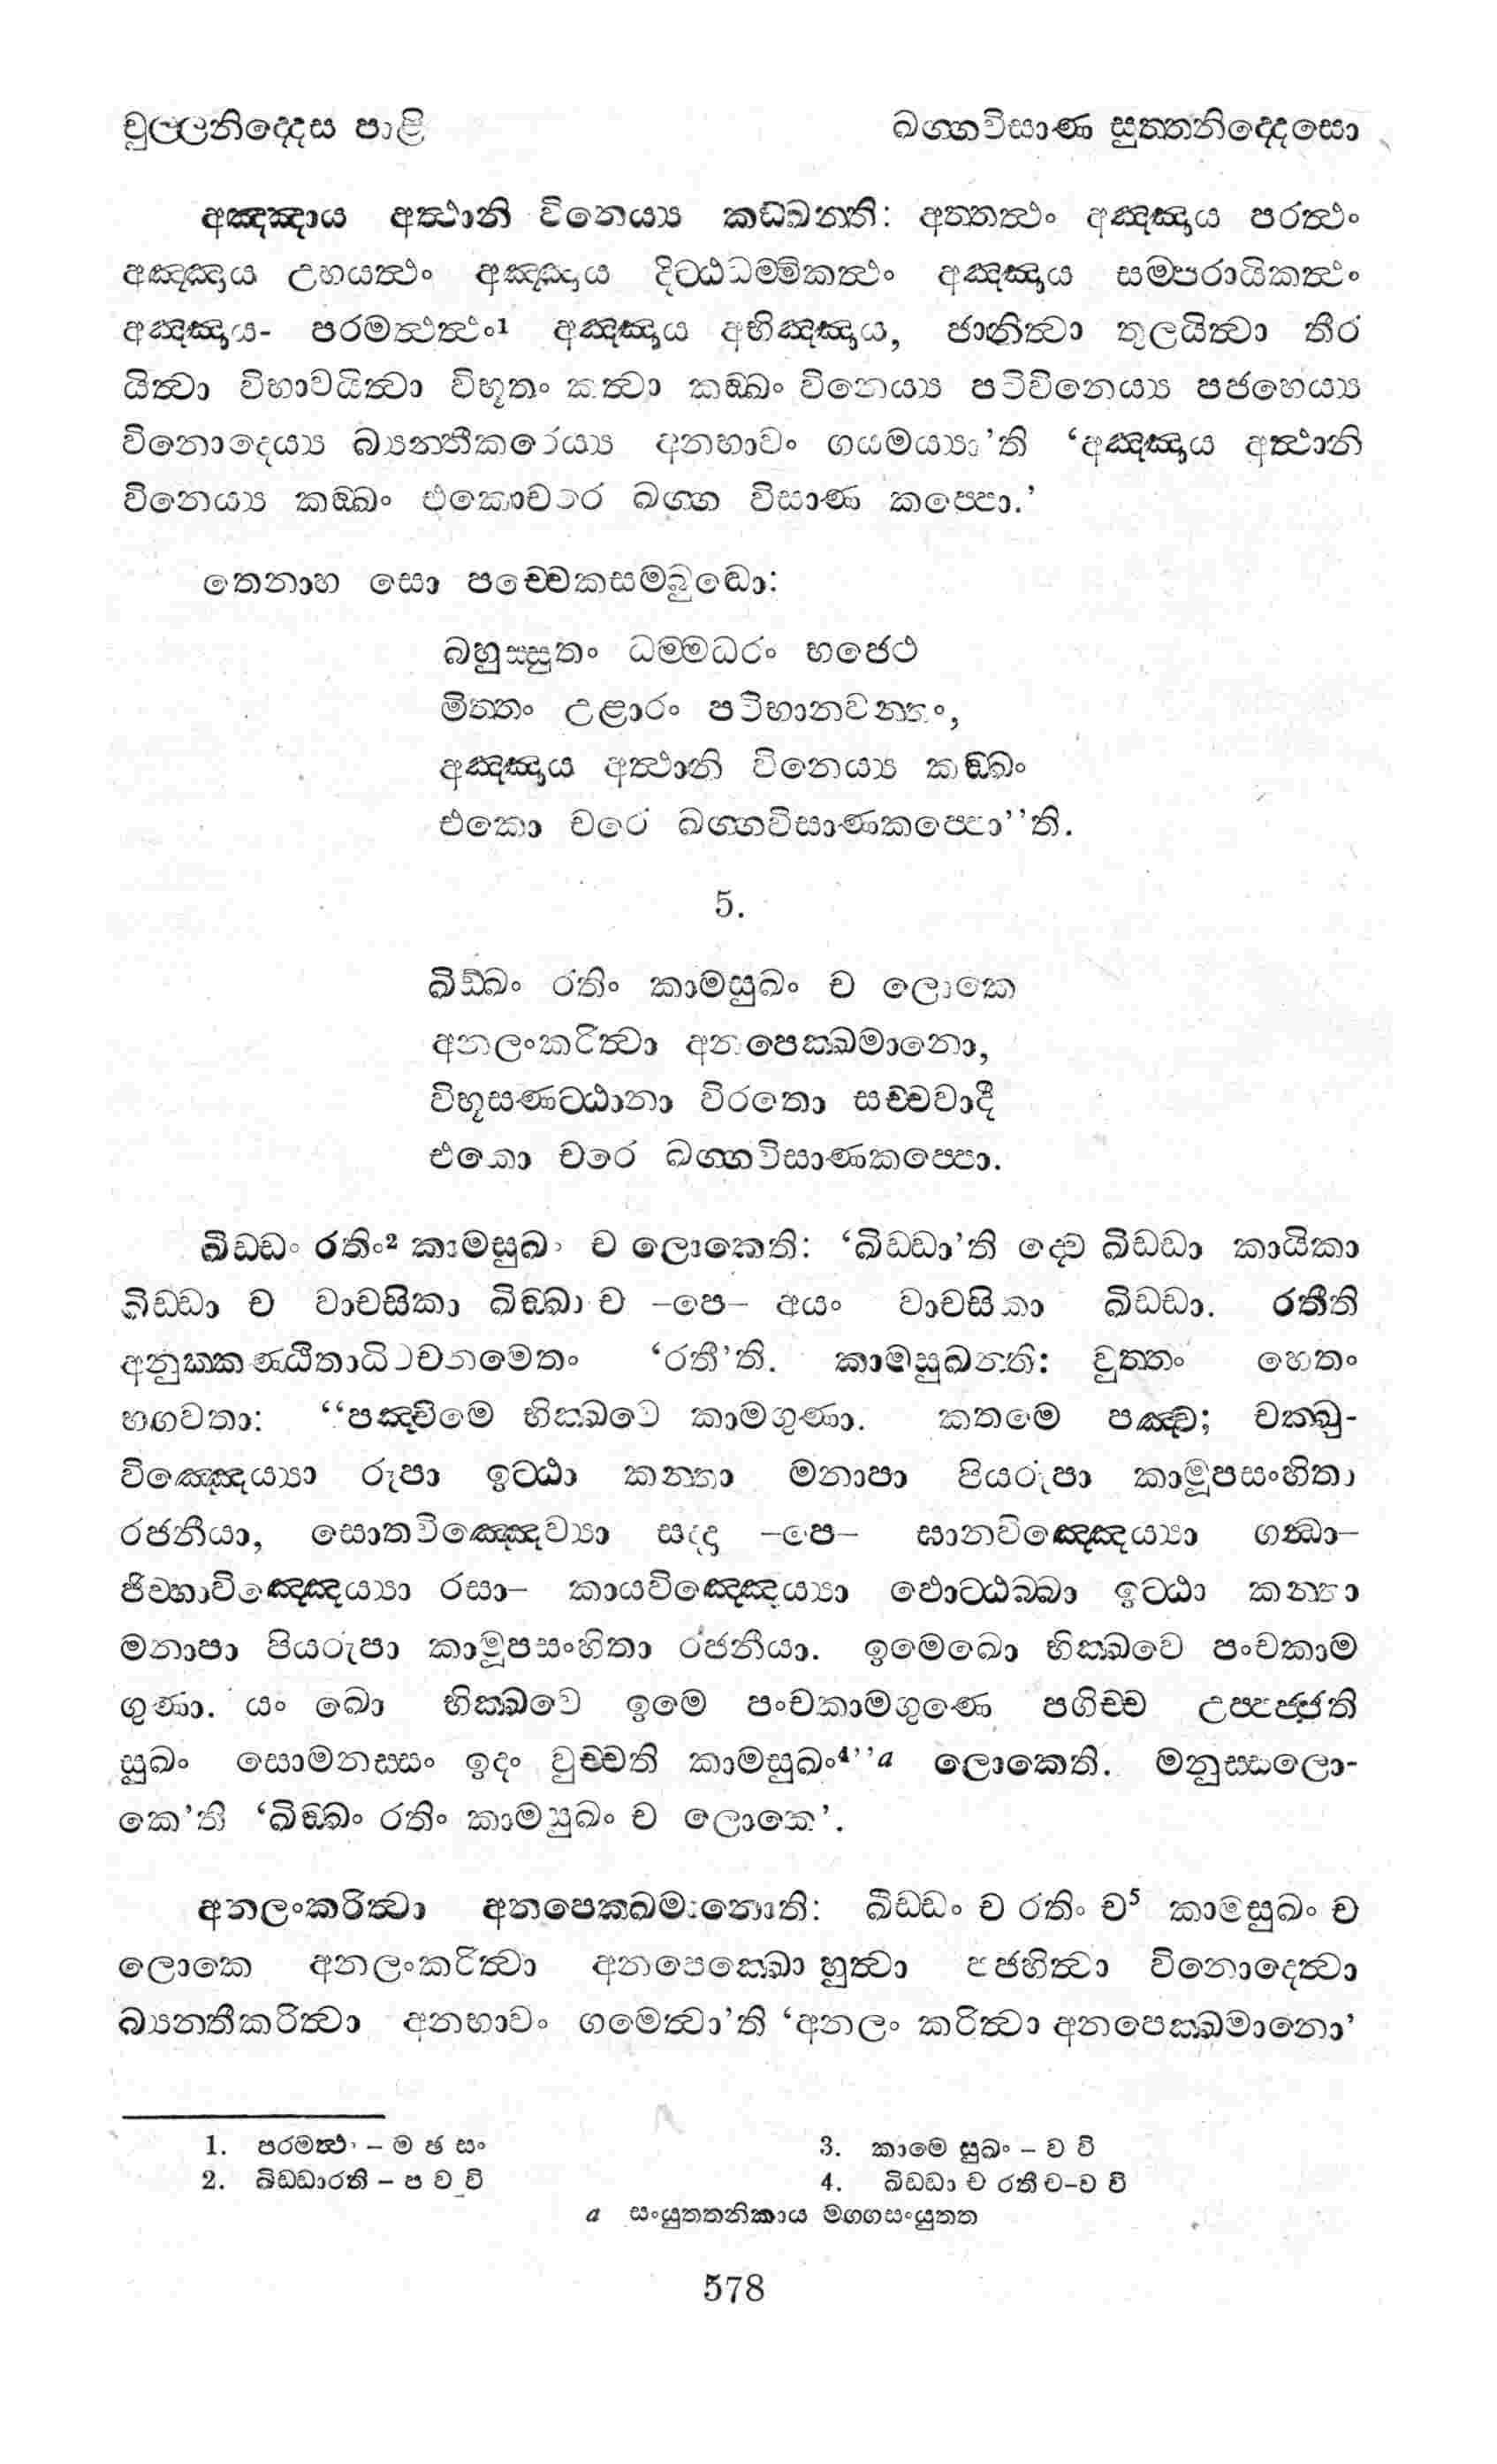 චුල්ලනිද්දෙස පාළි ඛග්ගවිසාණ සුත්තනිද්දෙසො
අඤ්ඤාය අත්ථානි විනෙය්‍ය කඩ්ඛන්ති: අත්තත්ථං අඤ්ඤාය පරත්ථං
අඤ්ඤාය උභයත්ථං අඤ්ඤාය දිට්ඨධම්මිකත්ථං අඤ්ඤාය සම්පරායිකත්ථං
අඤ්ඤාය- පරමත්ථත්ථං¹ අඤ්ඤාය අභිඤ්ඤාය, ජානිත්වා තුලයිත්වා තීර
යිත්වා විභාවයිත්වා විභූතං කත්වා කඞ්ඛං විනෙය්‍ය පටිවිනෙය්‍ය පජහෙය්‍ය
විනොදෙය්‍ය බ්‍යන්තීකරෙය්‍ය අනභාවං ගයමය්‍යා’ති ‘අඤ්ඤාය අත්ථානි
විනෙය්‍ය කඞ්ඛං එකොචරෙ ඛග්ග විසාණ කප්පො.’
තෙනාහ සො පච්චෙකසම්බුද්ධො:
බහුස්සුතං ධම්මධරං භජෙථ
මිත්තං උළාරං පටිභානවන්තං,
අඤ්ඤාය අත්ථානි විනෙය්‍ය කඞ්ඛං
එකො චරෙ ඛග්ගවිසාණකප්පො’’ති.
5.
ඛිඩ්ඛං රතිං කාමසුඛං ච ලොකෙ
අනලංකරිත්වා අනපෙක්ඛමානො,
විභූසණට්ඨානා විරතො සච්චවාදී
එකො චරෙ ඛග්ගවිසාණකප්පො.
ඛිඩ්ඩං රතිං² කාමසුඛං ච ලොකෙති: ‘ඛිඩ්ඩා’ති ද්වෙ ඛිඩ්ඩා කායිකා
ඛිඩ්ඩා ච වාචසිකා ඛිඞ්ඛා ච –පෙ– අයං වාචසිකා ඛිඩ්ඩා. රතීති
අනුක්කණ්ඨිතාධිවචනමෙතං ‘රතී’ති. කාමසුඛන්ති: වුත්තං හෙතං
භගවතා: “පඤ්චිමෙ භික්ඛවෙ කාමගුණා. කතමෙ පඤ්ච; චක්ඛු-
විඤ්ඤෙය්‍යා රූපා ඉට්ඨා කන්තා මනාපා පියරූපා කාමූපසංහිතා
රජනීයා, සොතවිඤ්ඤෙව්‍යා සද්දා –පෙ– ඝානවිඤ්ඤෙය්‍යා ගන්ධා–
ජිව්හාවිඤ්ඤෙය්‍යා රසා– කායවිඤ්ඤෙය්‍යා ඵොට්ඨබ්බා ඉට්ඨා කන්තා
මනාපා පියරූපා කාමූපසංහිතා රජනීයා. ඉමෙඛො භික්ඛවෙ පංචකාම
ගුණා. යං ඛො භික්ඛවෙ ඉමෙ පංචකාමගුණෙ පගිච්ච උප්පජ්ජති
සුඛං සොමනස්සං ඉදං වුච්චති කාමසුඛං⁴’’a ලොකෙති. මනුස්සලො-
කෙ’ති ‘ඛිඞ්ඛං රතිං කාමසුඛං ච ලොකෙ’.
අනලංකරිත්වා අනපෙක්ඛමානොති: ඛිඩ්ඩං ච රතිං ච⁵ කාමසුඛං ච
ලොකෙ අනලංකරිත්වා අනපෙක්ඛො හුත්වා පජහිත්වා විනොදෙත්වා
බ්‍යන්තීකරිත්වා අනභාවං ගමෙත්වා’ති ‘අනලං කරිත්වා අනපෙක්ඛමානො’
1. පරමත්ථං – ම ඡ සං 3. කාමෙ සුඛං – ව වි
2. ඛිඩ්ඩාරති – ප ව වි 4. ඛිඩ්ඩා ච රතී ච–ව වි
a සංයුත්තනිකාය මග්ගසංයුත්ත
578